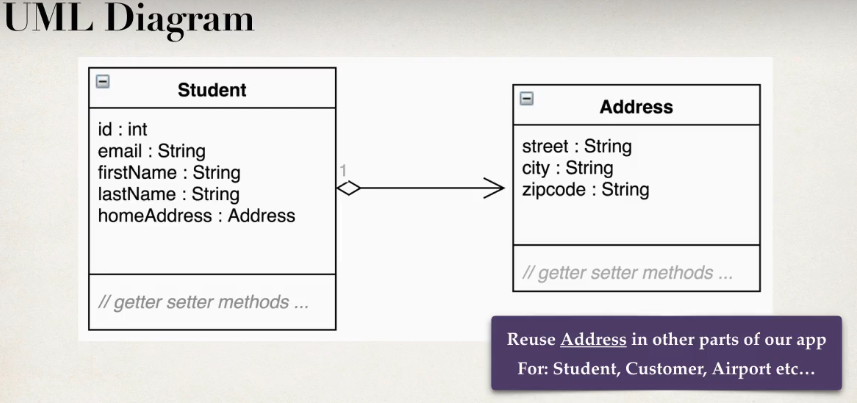 UML Diagram
Student
id : int
email : String
firstName : String
lastName : String
homeAddress : Address
// getter setter methods ...
1
Address
street : String
city : String
zipcode : String
// getter setter methods ...
Reuse Address in other parts of our app
For: Student, Customer, Airport etc…